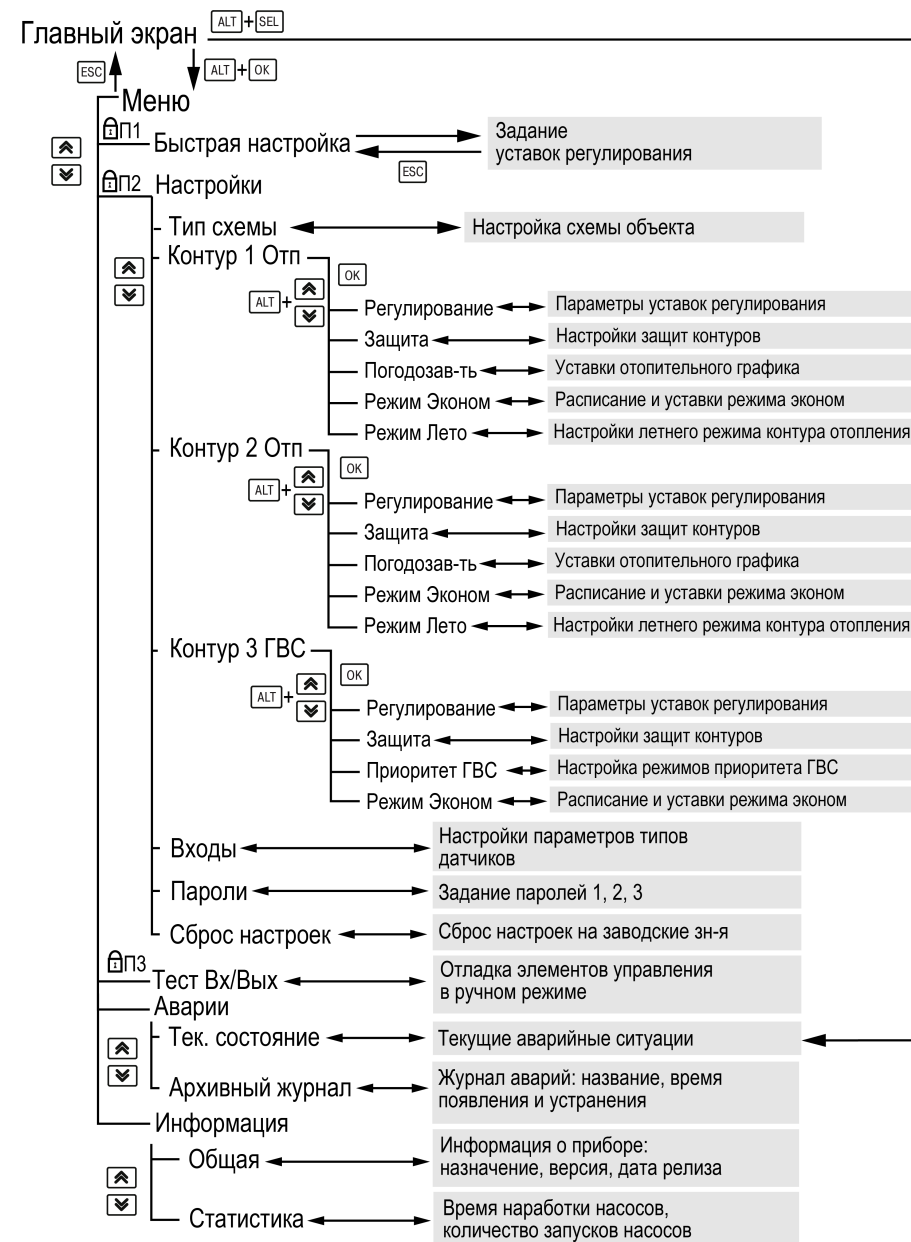 Главный экран ALT+SEL
ESC ALT+OK
Меню
П1 Быстрая настройка
Задание
уставок регулирования
ESC
П2 Настройки
Тип схемы Настройка схемы объекта
Контур 1 Отп
OK
ALT+
Регулирование Параметры уставок регулирования
Защита Настройки защит контуров
Погодозав-ть Уставки отопительного графика
Режим Эконом Расписание и уставки режима эконом
Режим Лето Настройки летнего режима контура отопления
Контур 2 Отп
OK
ALT+
Регулирование Параметры уставок регулирования
Защита Настройки защит контуров
Погодозав-ть Уставки отопительного графика
Режим Эконом Расписание и уставки режима эконом
Режим Лето Настройки летнего режима контура отопления
Контур 3 ГВС
OK
ALT+
Регулирование Параметры уставок регулирования
Защита Настройки защит контуров
Приоритет ГВС Настройка режимов приоритета ГВС
Режим Эконом Расписание и уставки режима эконом
Входы Настройки параметров типов
датчиков
Пароли Задание паролей 1, 2, 3
Сброс настроек Сброс настроек на заводские зн-я
П3 Тест Вх/Вых Отладка элементов управления
в ручном режиме
Аварии
Тек. состояние Текущие аварийные ситуации
Архивный журнал Журнал аварий: название, время
появления и устранения
Информация
Общая Информация о приборе:
назначение, версия, дата релиза
Статистика Время наработки насосов,
количество запусков насосов